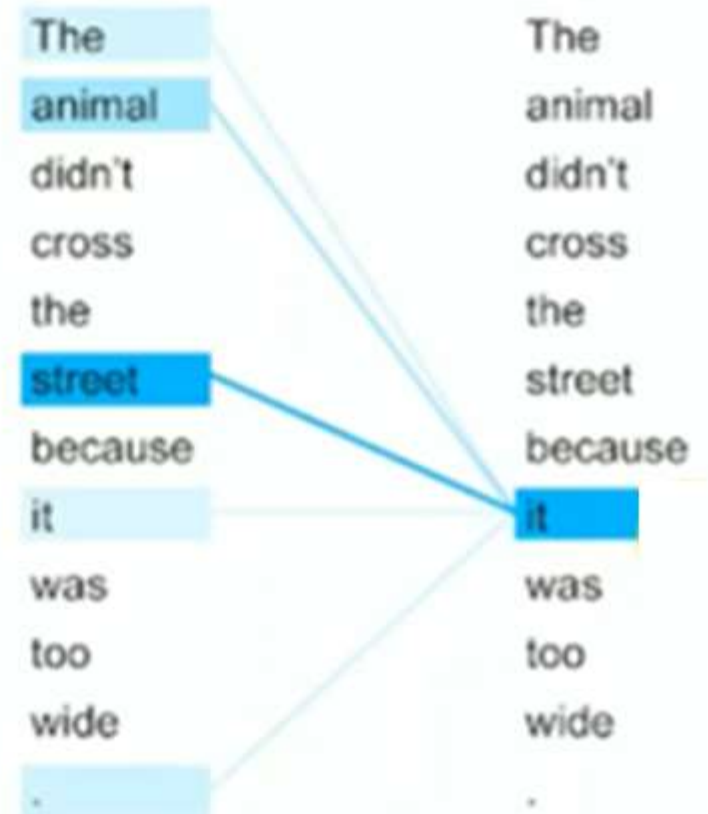 The
animal
didn't
cross
the
street
because
it
was
too
wide
.
The
animal
didn't
cross
the
street
because
it
was
too
wide
.